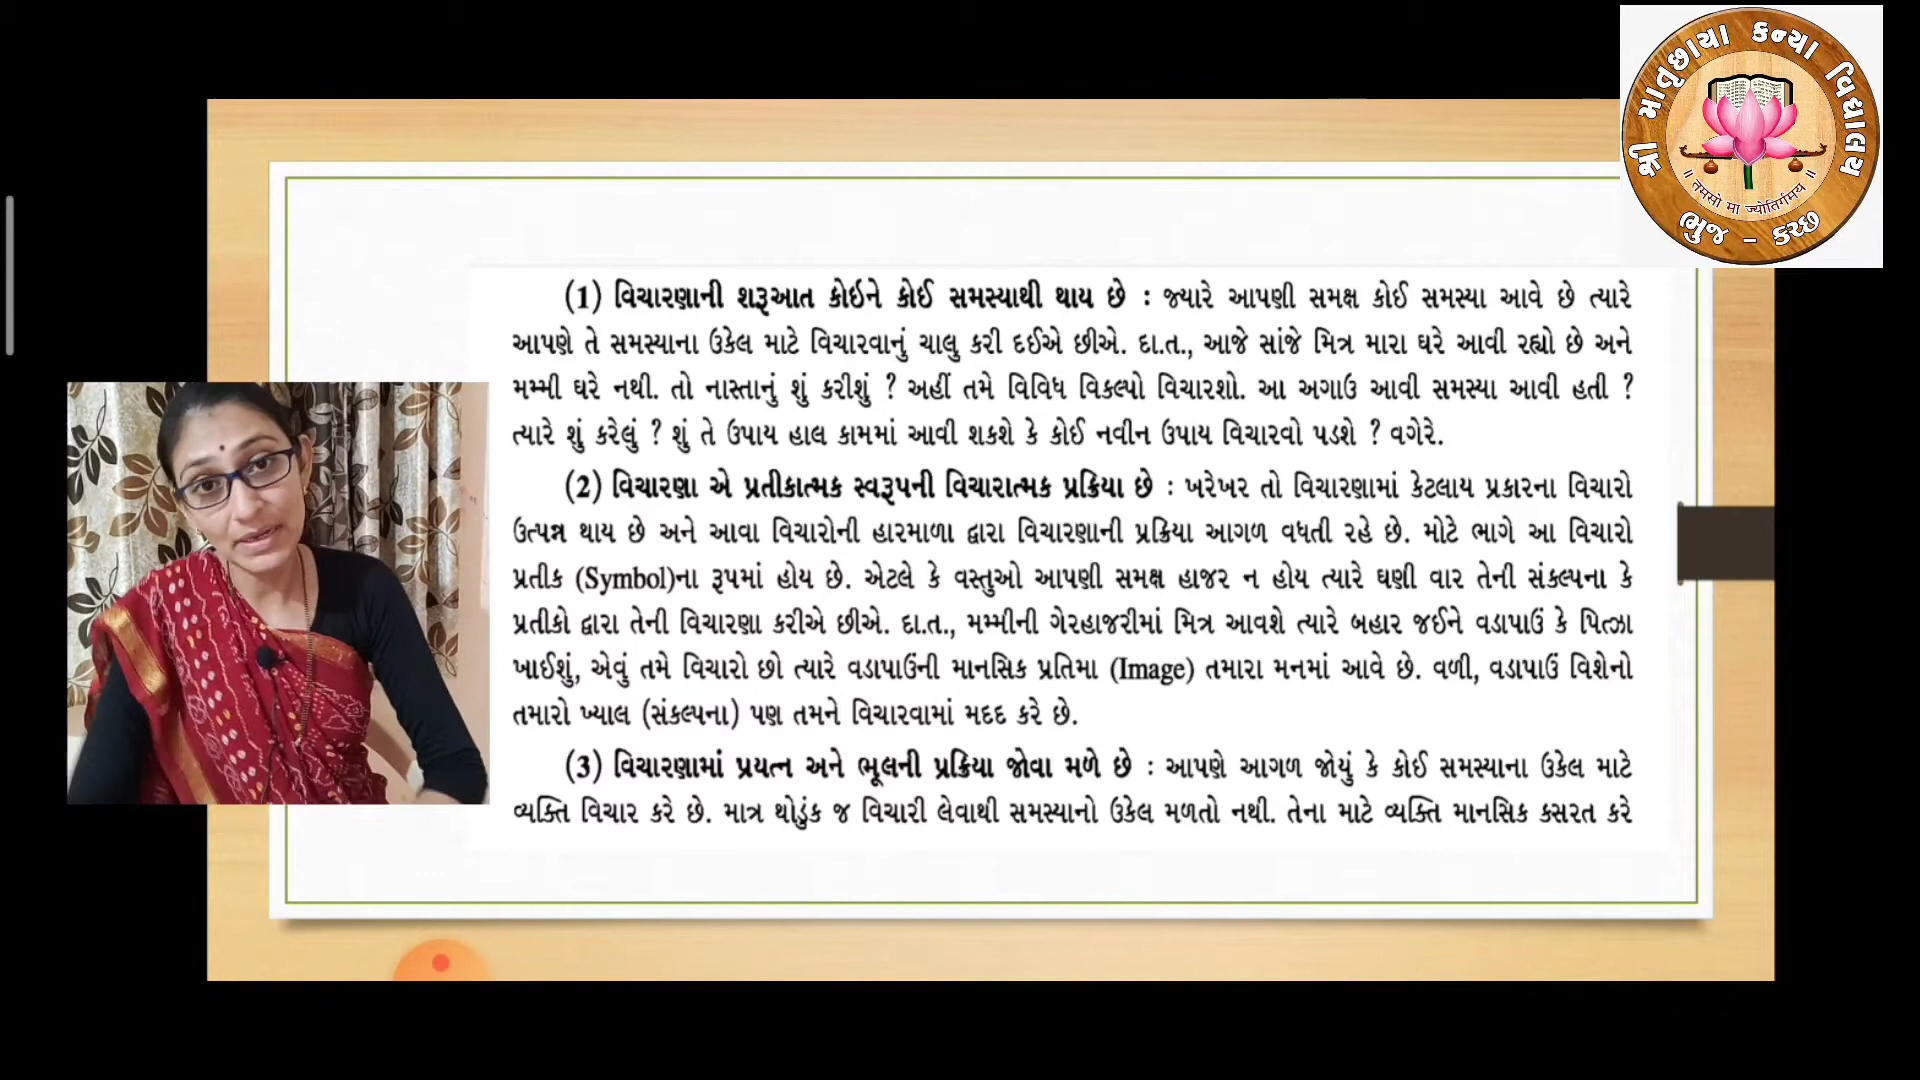 શ્રી માતૃછાયા કન્યા વિદ્યાલય
॥ तमसो मा ज्योतिर्गमय ॥
ભુજ - કચ્છ
(1) વિચારણાની શરૂઆત કોઇને કોઈ સમસ્યાથી થાય છે : જ્યારે આપણી સમક્ષ કોઈ સમસ્યા આવે છે ત્યારે
આપણે તે સમસ્યાના ઉકેલ માટે વિચારવાનું ચાલુ કરી દઈએ છીએ. દા.ત., આજે સાંજે મિત્ર મારા ઘરે આવી રહ્યો છે અને
મમ્મી ઘરે નથી. તો નાસ્તાનું શું કરીશું ? અહીં તમે વિવિધ વિકલ્પો વિચારશો. આ અગાઉ આવી સમસ્યા આવી હતી ?
ત્યારે શું કરેલું ? શું તે ઉપાય હાલ કામમાં આવી શકશે કે કોઈ નવીન ઉપાય વિચારવો પડશે ? વગેરે.
(2) વિચારણા એ પ્રતીકાત્મક સ્વરૂપની વિચારાત્મક પ્રક્રિયા છે : ખરેખર તો વિચારણામાં કેટલાય પ્રકારના વિચારો
ઉત્પન્ન થાય છે અને આવા વિચારોની હારમાળા દ્વારા વિચારણાની પ્રક્રિયા આગળ વધતી રહે છે. મોટે ભાગે આ વિચારો
પ્રતીક (Symbol)ના રૂપમાં હોય છે. એટલે કે વસ્તુઓ આપણી સમક્ષ હાજર ન હોય ત્યારે ઘણી વાર તેની સંકલ્પના કે
પ્રતીકો દ્વારા તેની વિચારણા કરીએ છીએ. દા.ત., મમ્મીની ગેરહાજરીમાં મિત્ર આવશે ત્યારે બહાર જઈને વડાપાઉં કે પિત્ઝા
ખાઈશું, એવું તમે વિચારો છો ત્યારે વડાપાઉંની માનસિક પ્રતિમા (Image) તમારા મનમાં આવે છે. વળી, વડાપાઉં વિશેનો
તમારો ખ્યાલ (સંકલ્પના) પણ તમને વિચારવામાં મદદ કરે છે.
(3) વિચારણામાં પ્રયત્ન અને ભૂલની પ્રક્રિયા જોવા મળે છે : આપણે આગળ જોયું કે કોઈ સમસ્યાના ઉકેલ માટે
વ્યક્તિ વિચાર કરે છે. માત્ર થોડુંક જ વિચારી લેવાથી સમસ્યાનો ઉકેલ મળતો નથી. તેના માટે વ્યક્તિ માનસિક કસરત કરે